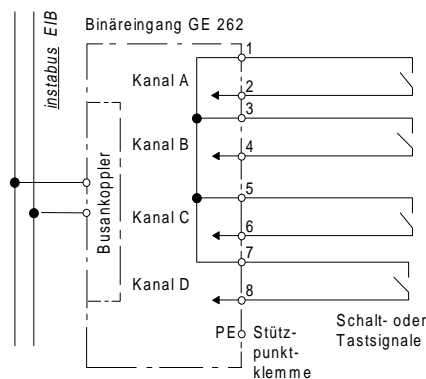 Binäreingang GE 262
instabus EIB
Busankoppler
Kanal A
Kanal B
Kanal C
Kanal D
1
2
3
4
5
6
7
8
PE
Stütz-
punkt-
klemme
Schalt- oder
Tastsignale